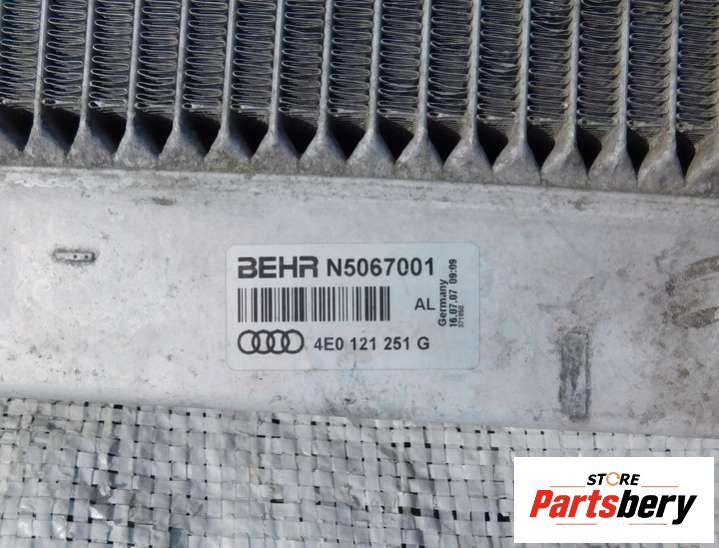 BEHR N5067001
AL
Germany
16.07.07 09:09
4E0 121 251 G
STORE
Partsbery